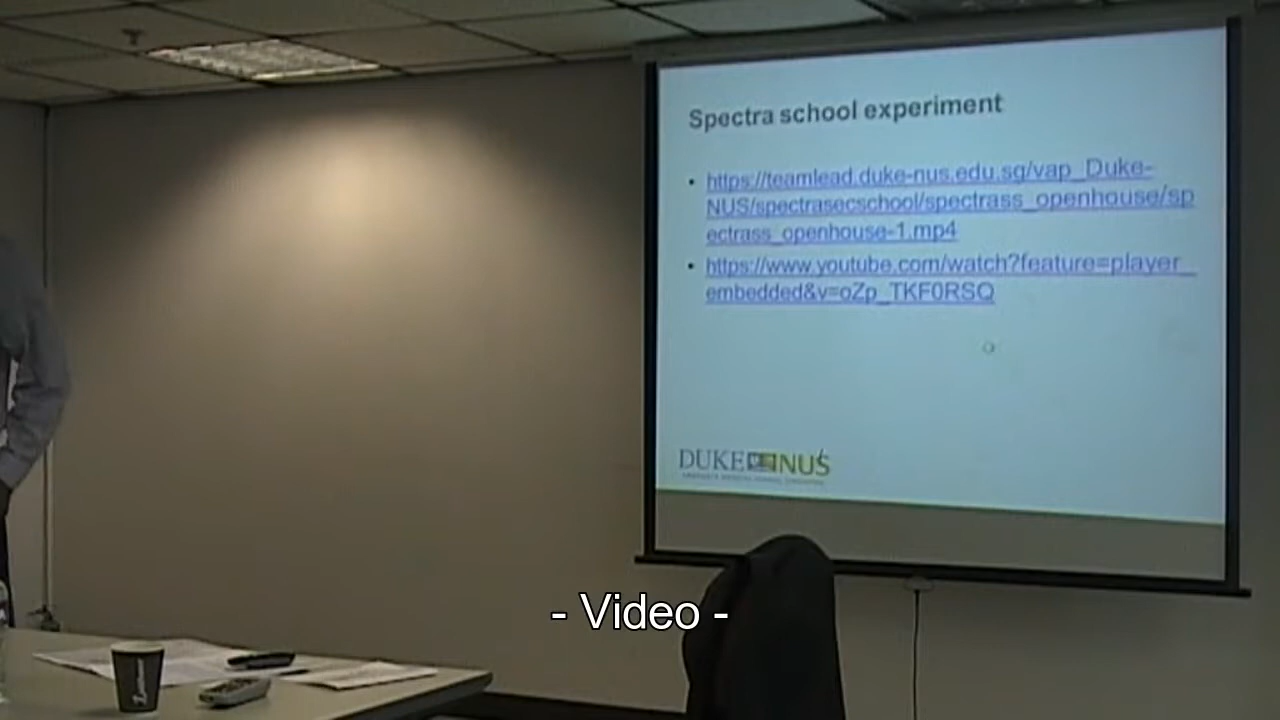 Spectra school experiment
• https://teamlead.duke-nus.edu.sg/vap_Duke-
NUS/spectrasecschool/spectrass_openhouse/sp
ectrass_openhouse-1.mp4
• https://www.youtube.com/watch?feature=player_
embedded&v=oZp_TKF0RSQ
DUKE NUS
- Video -